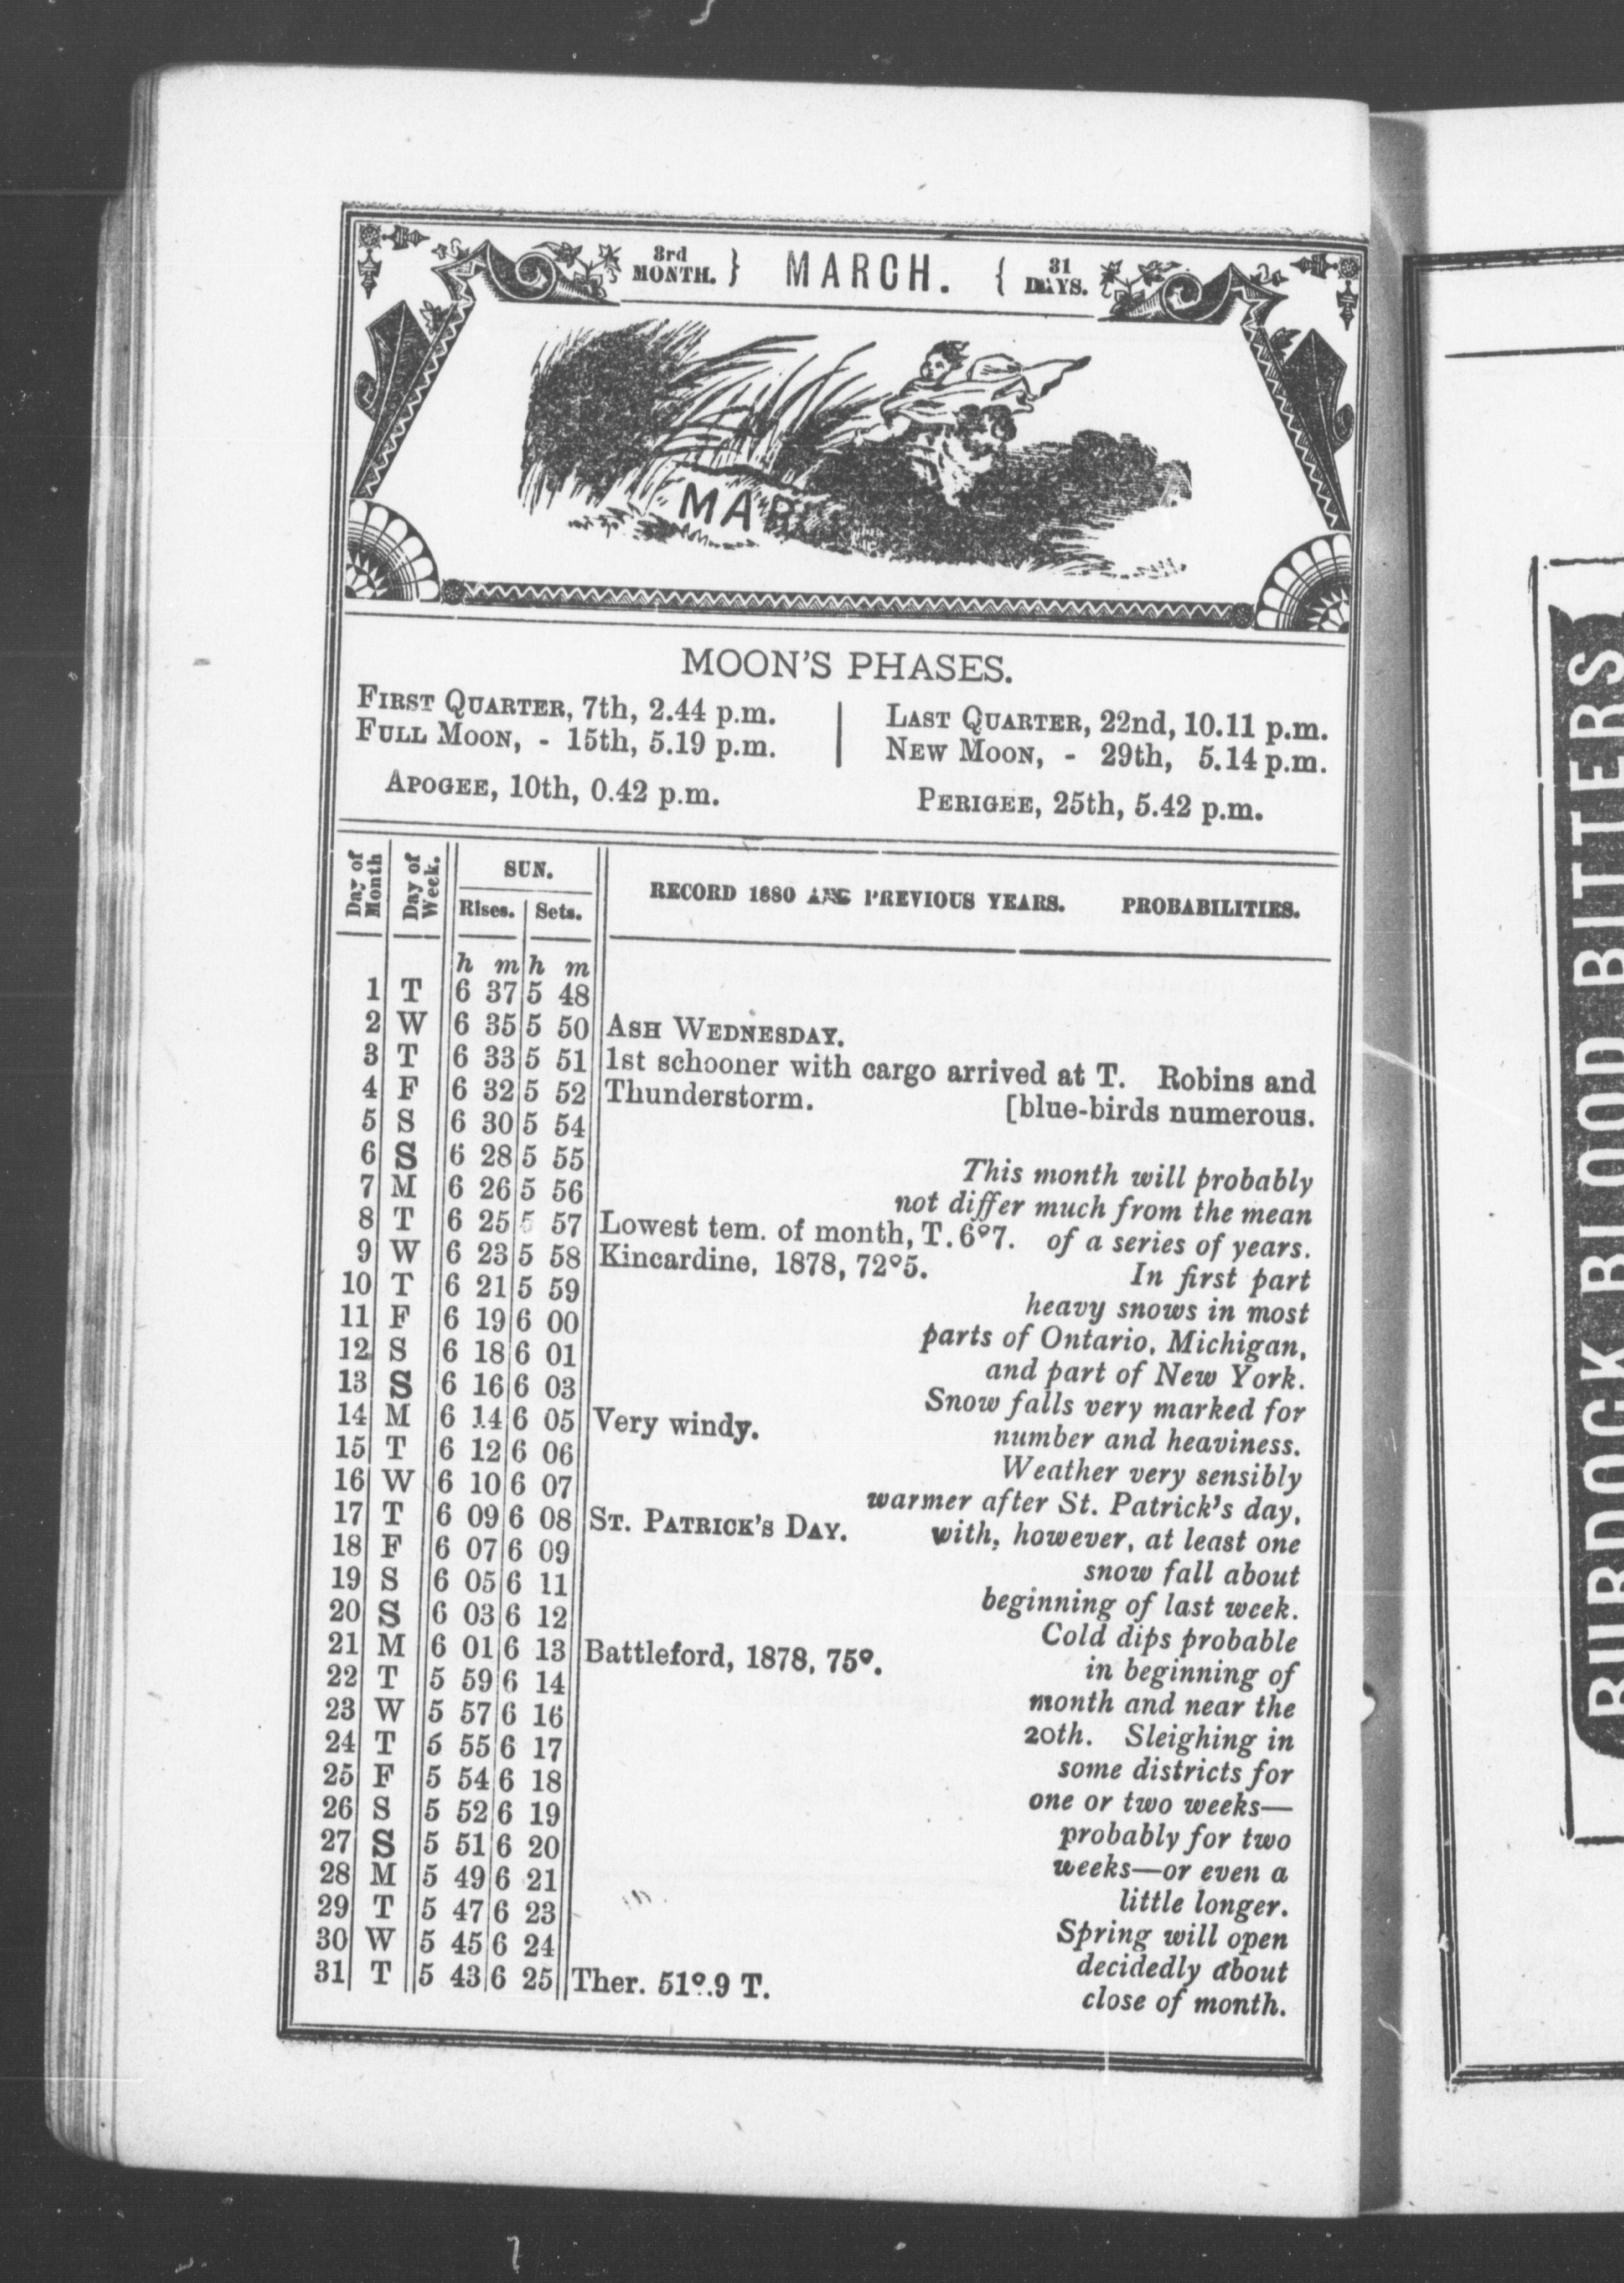 3rd MONTH. } MARCH. { 31 DAYS.
MAR
MOON'S PHASES.
FIRST QUARTER, 7th, 2.44 p.m. | LAST QUARTER, 22nd, 10.11 p.m.
FULL MOON, - 15th, 5.19 p.m. | NEW MOON, - 29th, 5.14 p.m.
APOGEE, 10th, 0.42 p.m. PERIGEE, 25th, 5.42 p.m.
Day of Month Day of Week. SUN. Rises. Sets. RECORD 1880 AND PREVIOUS YEARS. PROBABILITIES.
h m h m
1 T 6 37 5 48
2 W 6 35 5 50 ASH WEDNESDAY.
3 T 6 33 5 51 1st schooner with cargo arrived at T. Robins and
4 F 6 32 5 52 Thunderstorm. [blue-birds numerous.
5 S 6 30 5 54
6 S 6 28 5 55 This month will probably
7 M 6 26 5 56 not differ much from the mean
8 T 6 25 5 57 Lowest tem. of month, T. 6°7. of a series of years.
9 W 6 23 5 58 Kincardine, 1878, 72°5. In first part
10 T 6 21 5 59 heavy snows in most
11 F 6 19 6 00 parts of Ontario, Michigan,
12 S 6 18 6 01 and part of New York.
13 S 6 16 6 03 Snow falls very marked for
14 M 6 14 6 05 Very windy. number and heaviness.
15 T 6 12 6 06 Weather very sensibly
16 W 6 10 6 07 warmer after St. Patrick's day,
17 T 6 09 6 08 ST. PATRICK'S DAY. with, however, at least one
18 F 6 07 6 09 snow fall about
19 S 6 05 6 11 beginning of last week.
20 S 6 03 6 12 Cold dips probable
21 M 6 01 6 13 Battleford, 1878, 75°. in beginning of
22 T 5 59 6 14 month and near the
23 W 5 57 6 16 20th. Sleighing in
24 T 5 55 6 17 some districts for
25 F 5 54 6 18 one or two weeks—
26 S 5 52 6 19 probably for two
27 S 5 51 6 20 weeks—or even a
28 M 5 49 6 21 little longer.
29 T 5 47 6 23 Spring will open
30 W 5 45 6 24 decidedly about
31 T 5 43 6 25 Ther. 51°.9 T. close of month.
BURDOCK BLOOD BITTERS